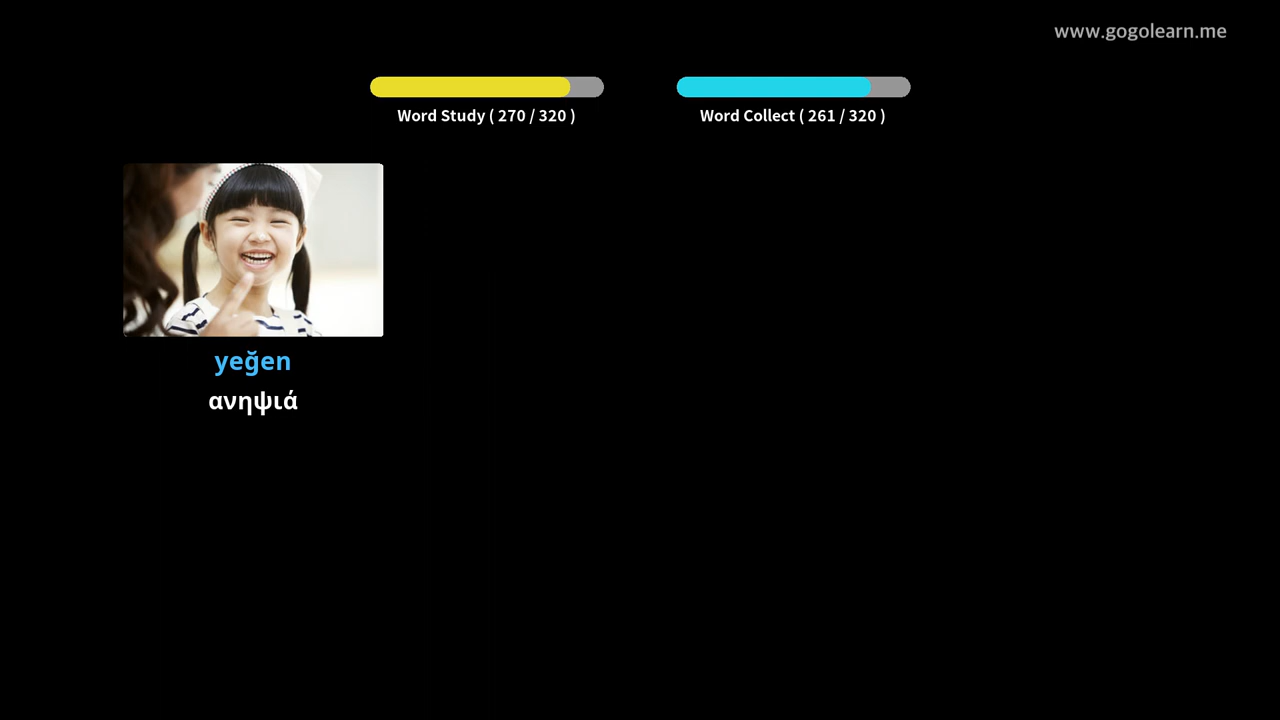 www.gogolearn.me
Word Study ( 270 / 320 )
Word Collect ( 261 / 320 )
yeğen
ανηψιά